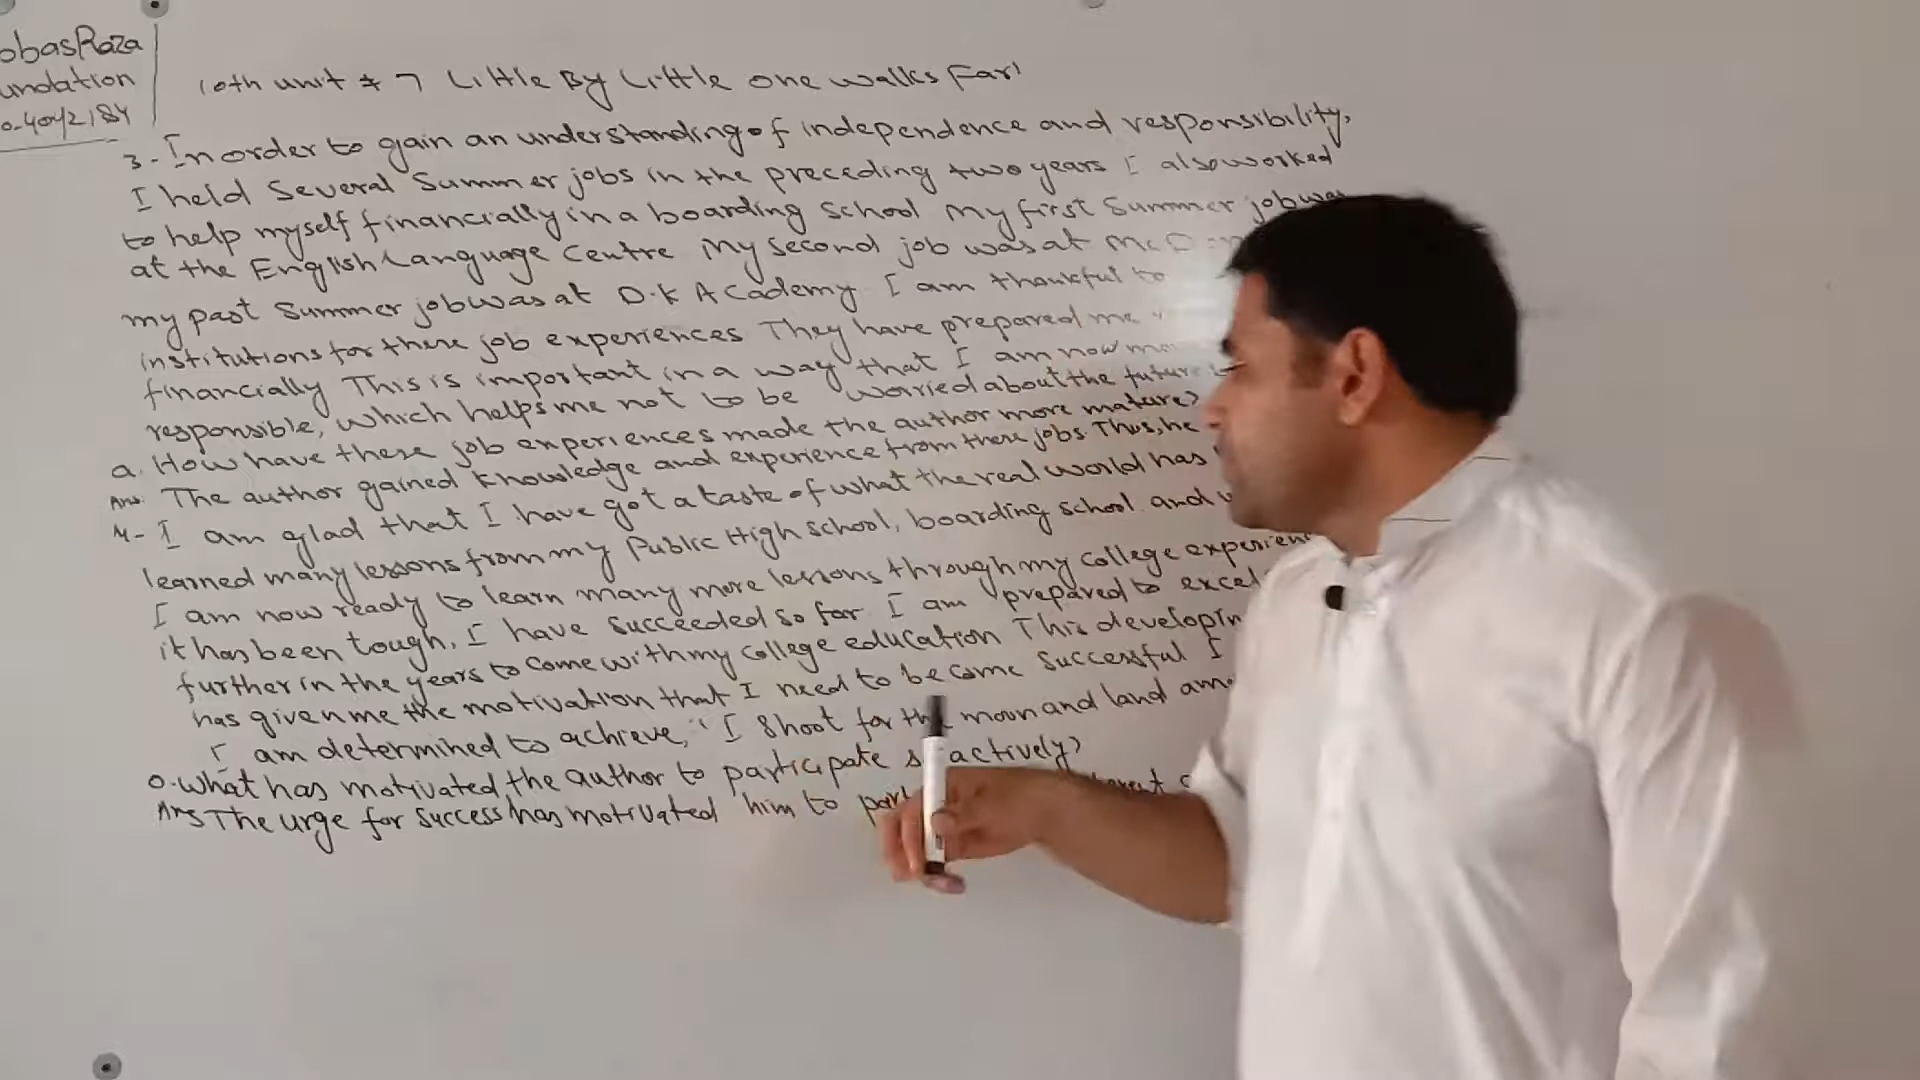 obasRaza
undation
0-4042184
10th unit # 7 Little By Little one walks Far!
3- In order to gain an understanding of independence and responsibility,
I held Several Summer jobs in the preceding two years I also worked
to help myself financially in a boarding School My first Summer job was
at the English Language Centre My second job was at McD
my past Summer job was at D.K Academy I am thankful to
institutions for these job experiences They have prepared me
financially This is important in a way that I am now
responsible, which helps me not to be worried about the future
a. How have these job experiences made the author more mature?
Ans. The author gained knowledge and experience from these jobs. Thus, he
4- I am glad that I have got a taste of what the real world has
learned many lessons from my Public High school, boarding school and
I am now ready to learn many more lessons through my college
it has been tough, I have succeeded so far. I am prepared to excel
further in the years to come with my college education This
has given me the motivation that I need to become successful I
I am determined to achieve, "I Shoot for the moon and land
Q. What has motivated the author to participate so actively?
Ans The urge for success has motivated him to